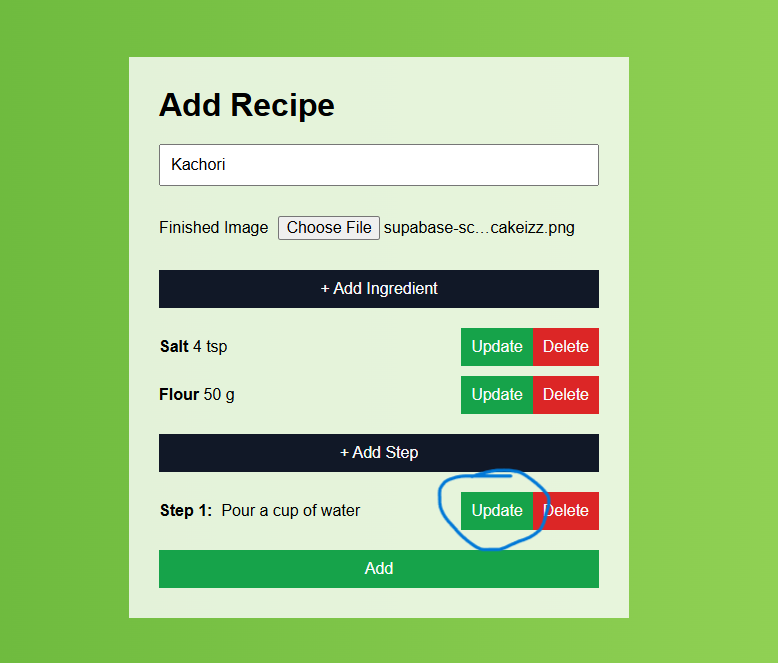 Add Recipe
Kachori
Finished Image Choose File supabase-sc...cakeizz.png
+ Add Ingredient
Salt 4 tsp Update Delete
Flour 50 g Update Delete
+ Add Step
Step 1: Pour a cup of water Update Delete
Add